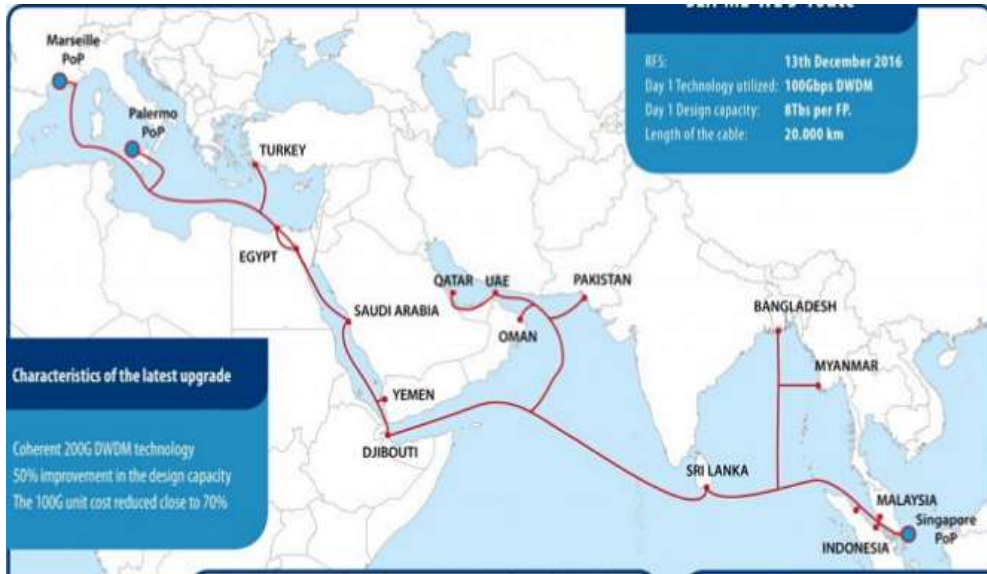 RFS: 13th December 2016
Day 1 Technology utilized: 100Gbps DWDM
Day 1 Design capacity: 8Tbs per FP.
Length of the cable: 20.000 km
Marseille
PoP
Palermo
PoP
TURKEY
EGYPT
SAUDI ARABIA
QATAR
UAE
PAKISTAN
OMAN
BANGLADESH
MYANMAR
YEMEN
DJIBOUTI
SRI LANKA
MALAYSIA
Singapore
PoP
INDONESIA
Characteristics of the latest upgrade
Coherent 200G DWDM technology
50% improvement in the design capacity
The 100G unit cost reduced close to 70%